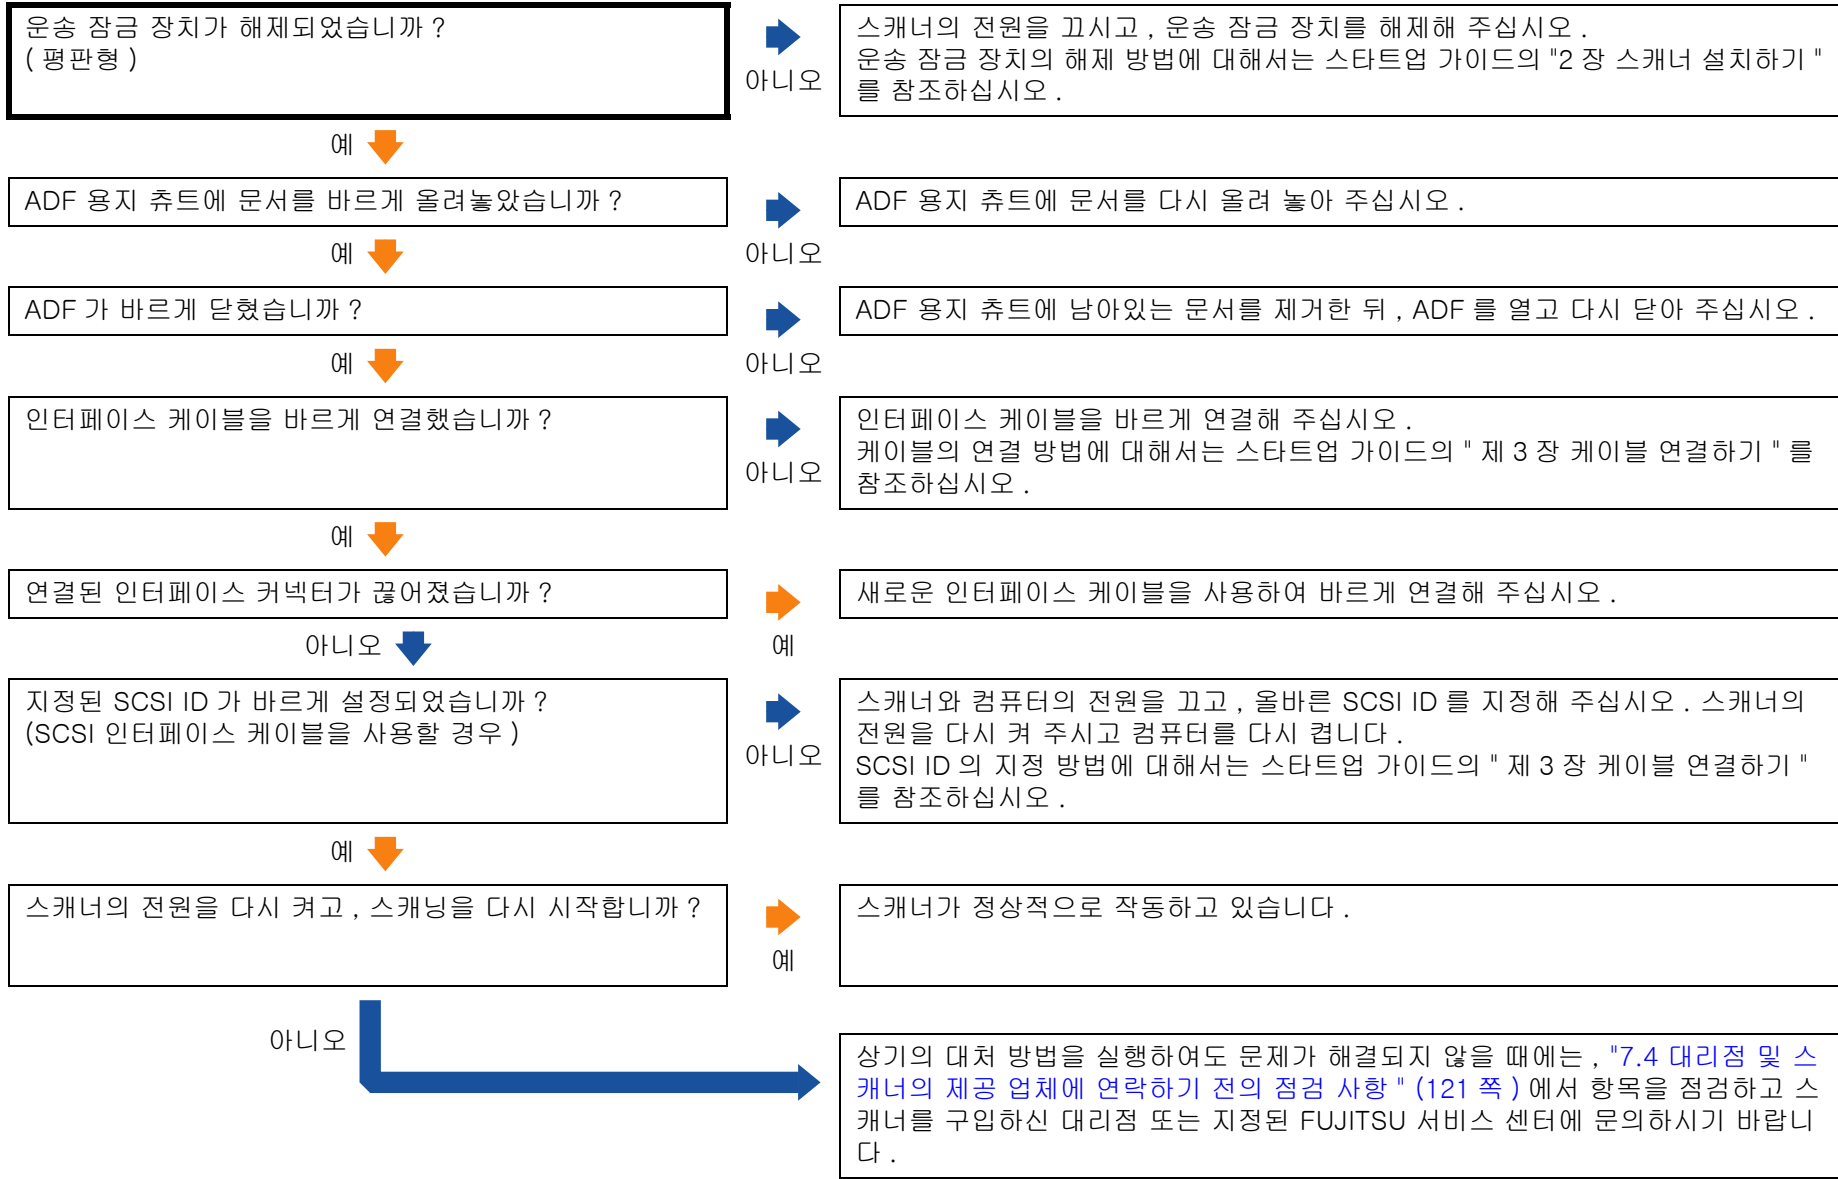 운송 잠금 장치가 해제되었습니까 ?
( 평판형 )
아니오
스캐너의 전원을 끄시고 , 운송 잠금 장치를 해제해 주십시오 .
운송 잠금 장치의 해제 방법에 대해서는 스타트업 가이드의 "2 장 스캐너 설치하기 "
를 참조하십시오 .
예
ADF 용지 츄트에 문서를 바르게 올려놓았습니까 ?
아니오
ADF 용지 츄트에 문서를 다시 올려 놓아 주십시오 .
예
ADF 가 바르게 닫혔습니까 ?
아니오
ADF 용지 츄트에 남아있는 문서를 제거한 뒤 , ADF 를 열고 다시 닫아 주십시오 .
예
인터페이스 케이블을 바르게 연결했습니까 ?
아니오
인터페이스 케이블을 바르게 연결해 주십시오 .
케이블의 연결 방법에 대해서는 스타트업 가이드의 " 제 3 장 케이블 연결하기 " 를
참조하십시오 .
예
연결된 인터페이스 커넥터가 끊어졌습니까 ?
예
새로운 인터페이스 케이블을 사용하여 바르게 연결해 주십시오 .
아니오
지정된 SCSI ID 가 바르게 설정되었습니까 ?
(SCSI 인터페이스 케이블을 사용할 경우 )
아니오
스캐너와 컴퓨터의 전원을 끄고 , 올바른 SCSI ID 를 지정해 주십시오 . 스캐너의
전원을 다시 켜 주시고 컴퓨터를 다시 켭니다 .
SCSI ID 의 지정 방법에 대해서는 스타트업 가이드의 " 제 3 장 케이블 연결하기 "
를 참조하십시오 .
예
스캐너의 전원을 다시 켜고 , 스캐닝을 다시 시작합니까 ?
예
스캐너가 정상적으로 작동하고 있습니다 .
아니오
상기의 대처 방법을 실행하여도 문제가 해결되지 않을 때에는 , "7.4 대리점 및 스
캐너의 제공 업체에 연락하기 전의 점검 사항 " (121 쪽 ) 에서 항목을 점검하고 스
캐너를 구입하신 대리점 또는 지정된 FUJITSU 서비스 센터에 문의하시기 바랍니
다 .